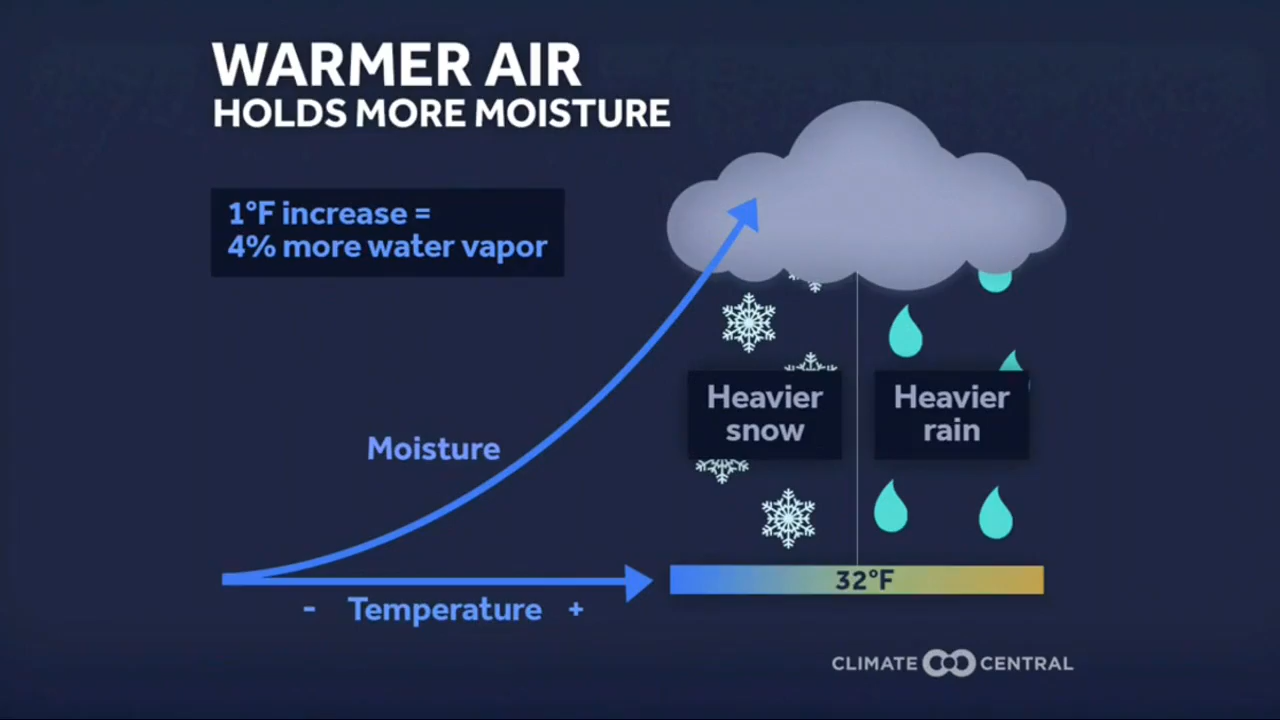 WARMER AIR
HOLDS MORE MOISTURE
1°F increase =
4% more water vapor
Moisture
- Temperature +
Heavier
snow
Heavier
rain
32°F
CLIMATE CENTRAL